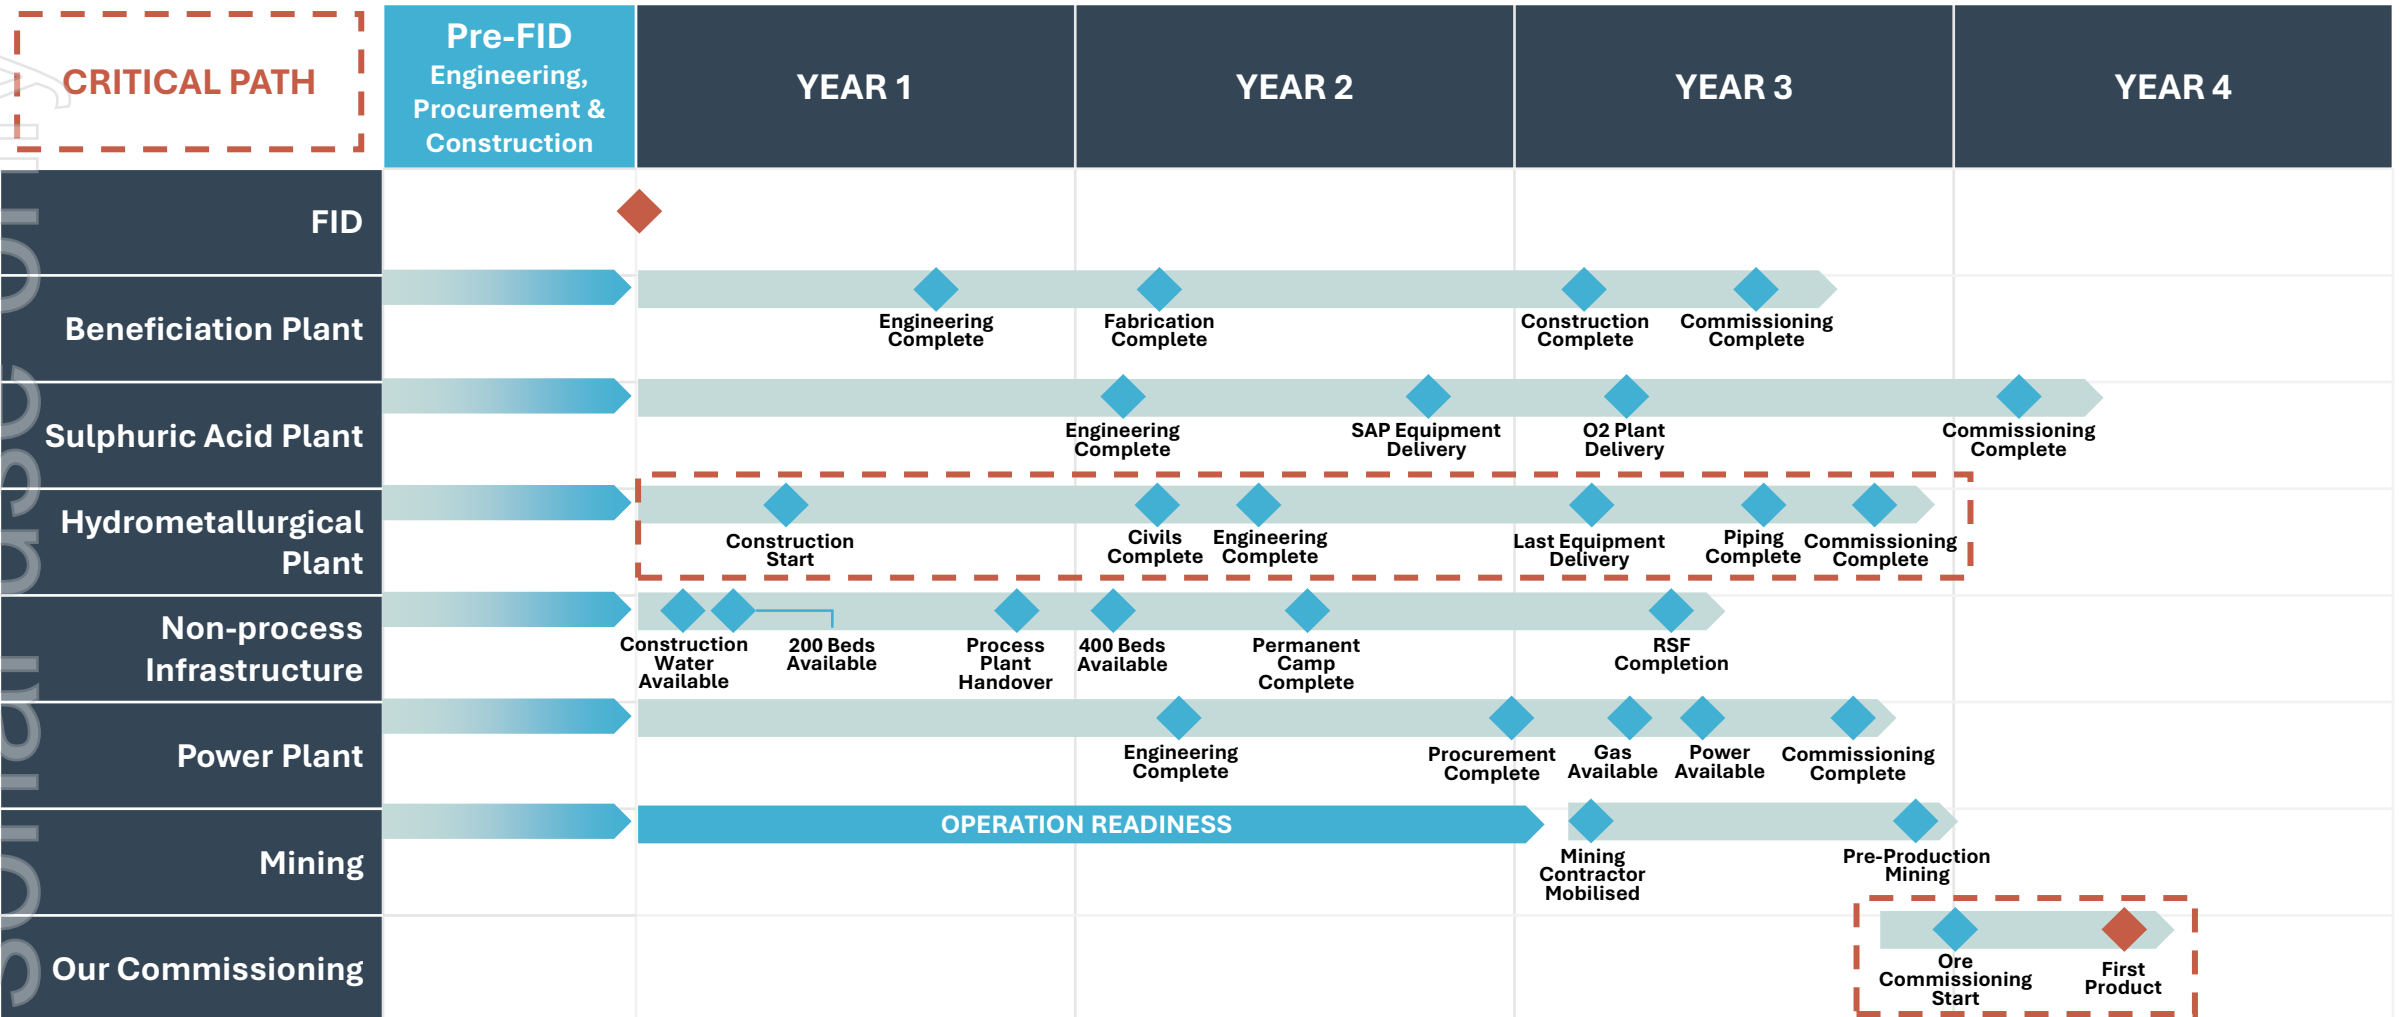 CRITICAL PATH
Pre-FID
Engineering,
Procurement &
Construction
YEAR 1
YEAR 2
YEAR 3
YEAR 4
FID
Beneficiation Plant
Engineering
Complete
Fabrication
Complete
Construction
Complete
Commissioning
Complete
Sulphuric Acid Plant
Engineering
Complete
SAP Equipment
Delivery
O2 Plant
Delivery
Commissioning
Complete
Hydrometallurgical
Plant
Construction
Start
Civils
Complete
Engineering
Complete
Last Equipment
Delivery
Piping
Complete
Commissioning
Complete
Non-process
Infrastructure
Construction
Water
Available
200 Beds
Available
Process
Plant
Handover
400 Beds
Available
Permanent
Camp
Complete
RSF
Completion
Power Plant
Engineering
Complete
Procurement
Complete
Gas
Available
Power
Available
Commissioning
Complete
Mining
OPERATION READINESS
Mining
Contractor
Mobilised
Pre-Production
Mining
Our Commissioning
Ore
Commissioning
Start
First
Product